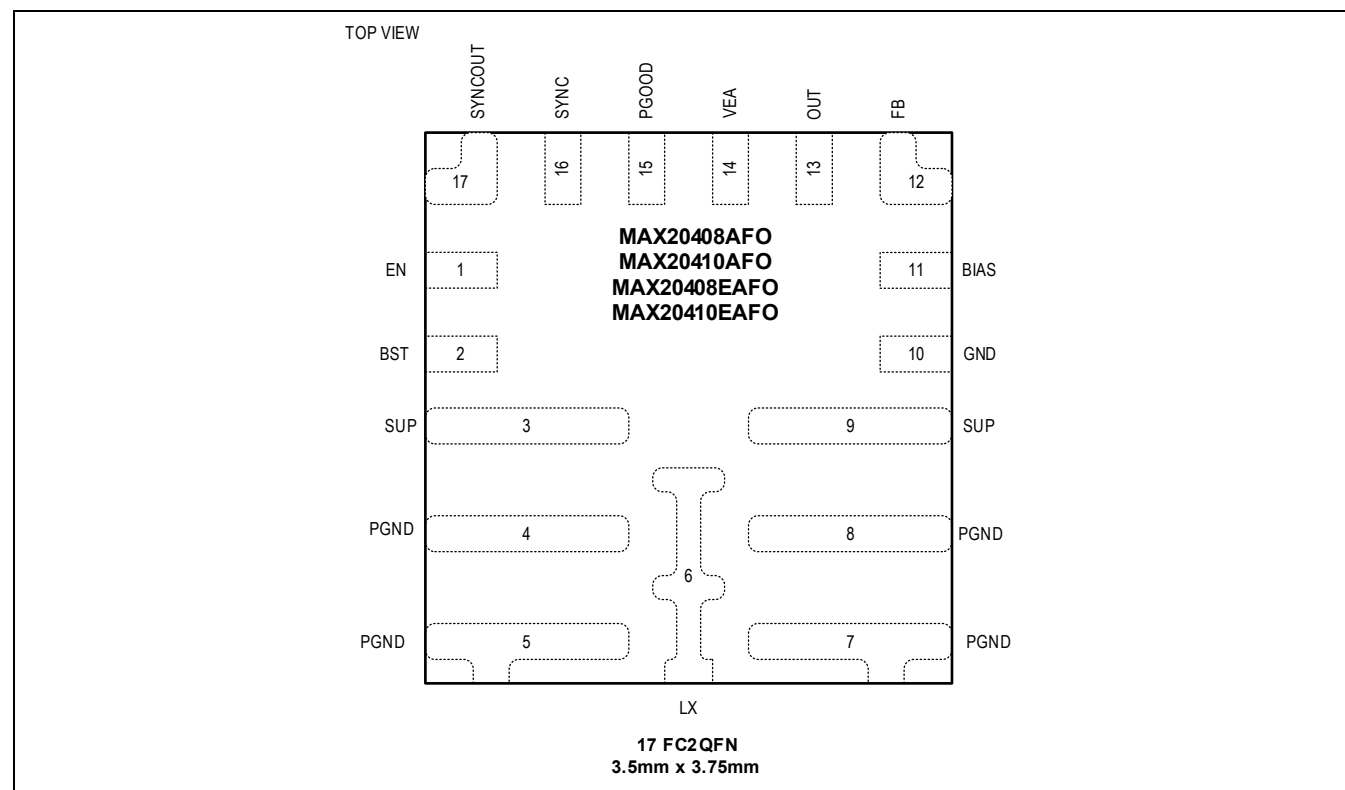 TOP VIEW
SYNCOUT
SYNC
PGOOD
VEA
OUT
FB
17
16
15
14
13
12
MAX20408AFO
MAX20410AFO
MAX20408EAFO
MAX20410EAFO
EN
1
11
BIAS
BST
2
10
GND
SUP
3
9
SUP
PGND
4
8
PGND
6
PGND
5
7
PGND
LX
17 FC2QFN
3.5mm x 3.75mm